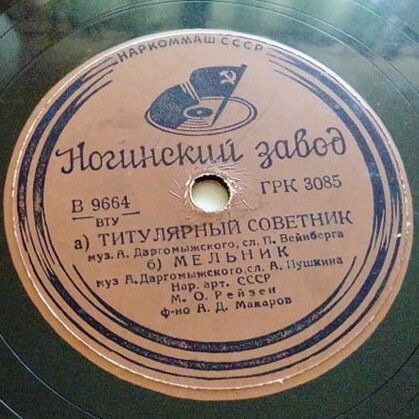 НАРКОММАШ СССР
Ногинский завод
В 9664
ВТУ
ГРК 3085
а) ТИТУЛЯРНЫЙ СОВЕТНИК
муз. А. Даргомыжского, сл. П. Вейнберга
б) МЕЛЬНИК
муз А. Даргомыжского, сл. А. Пушкина
Нар. арт. СССР
М. О. Рейзен
ф-но А. Д. Макаров